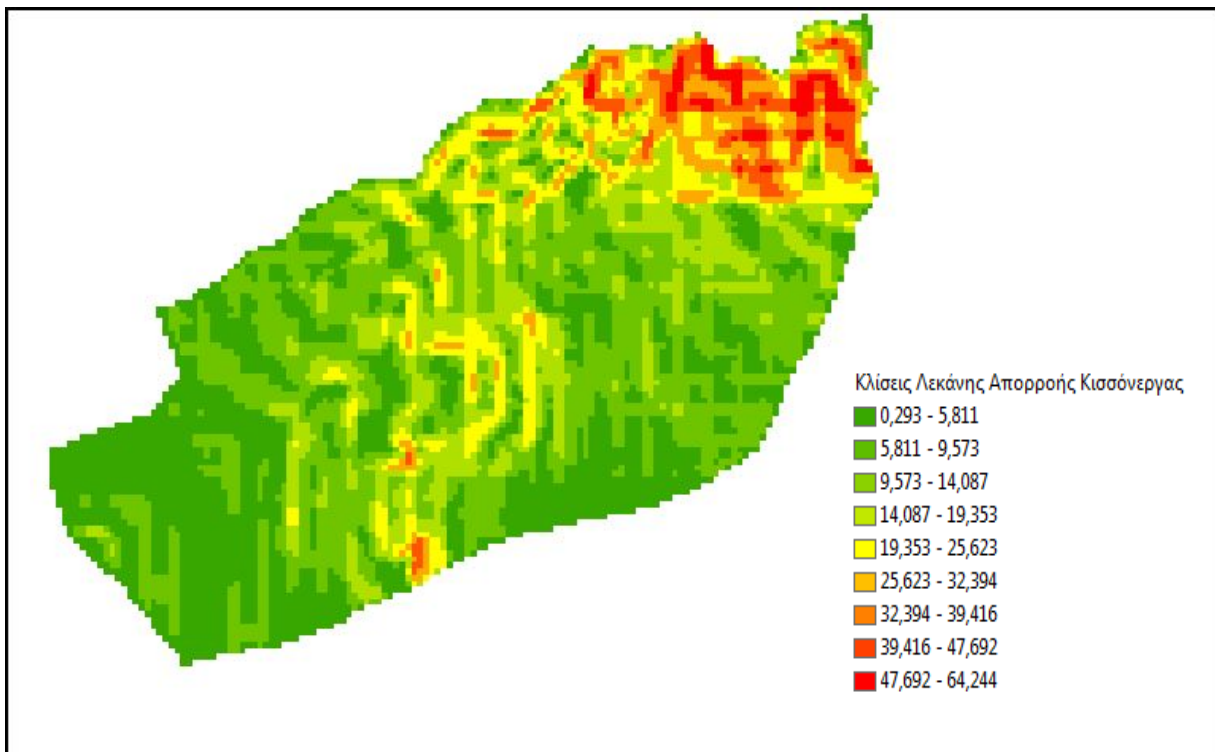 Κλίσεις Λεκάνης Απορροής Κισσόνεργας
0,293 - 5,811
5,811 - 9,573
9,573 - 14,087
14,087 - 19,353
19,353 - 25,623
25,623 - 32,394
32,394 - 39,416
39,416 - 47,692
47,692 - 64,244